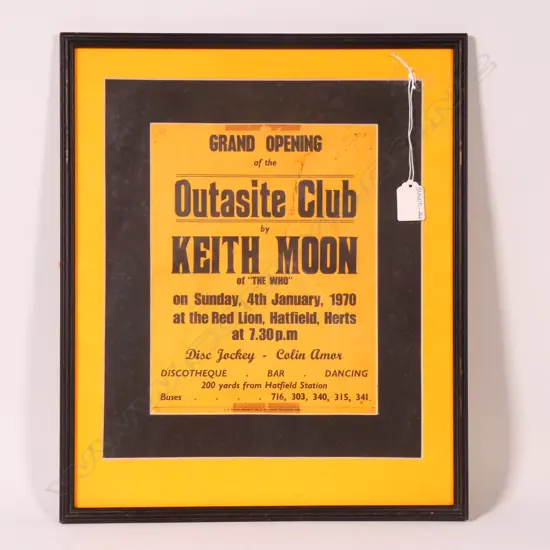 GRAND OPENING
of the
Outasite Club
by
KEITH MOON
of "THE WHO"
on Sunday, 4th January, 1970
at the Red Lion, Hatfield, Herts
at 7.30 p.m
Disc Jockey - Colin Amor
DISCOTHEQUE . BAR . DANCING
200 yards from Hatfield Station
Buses . . . . 716, 303, 340, 315, 341